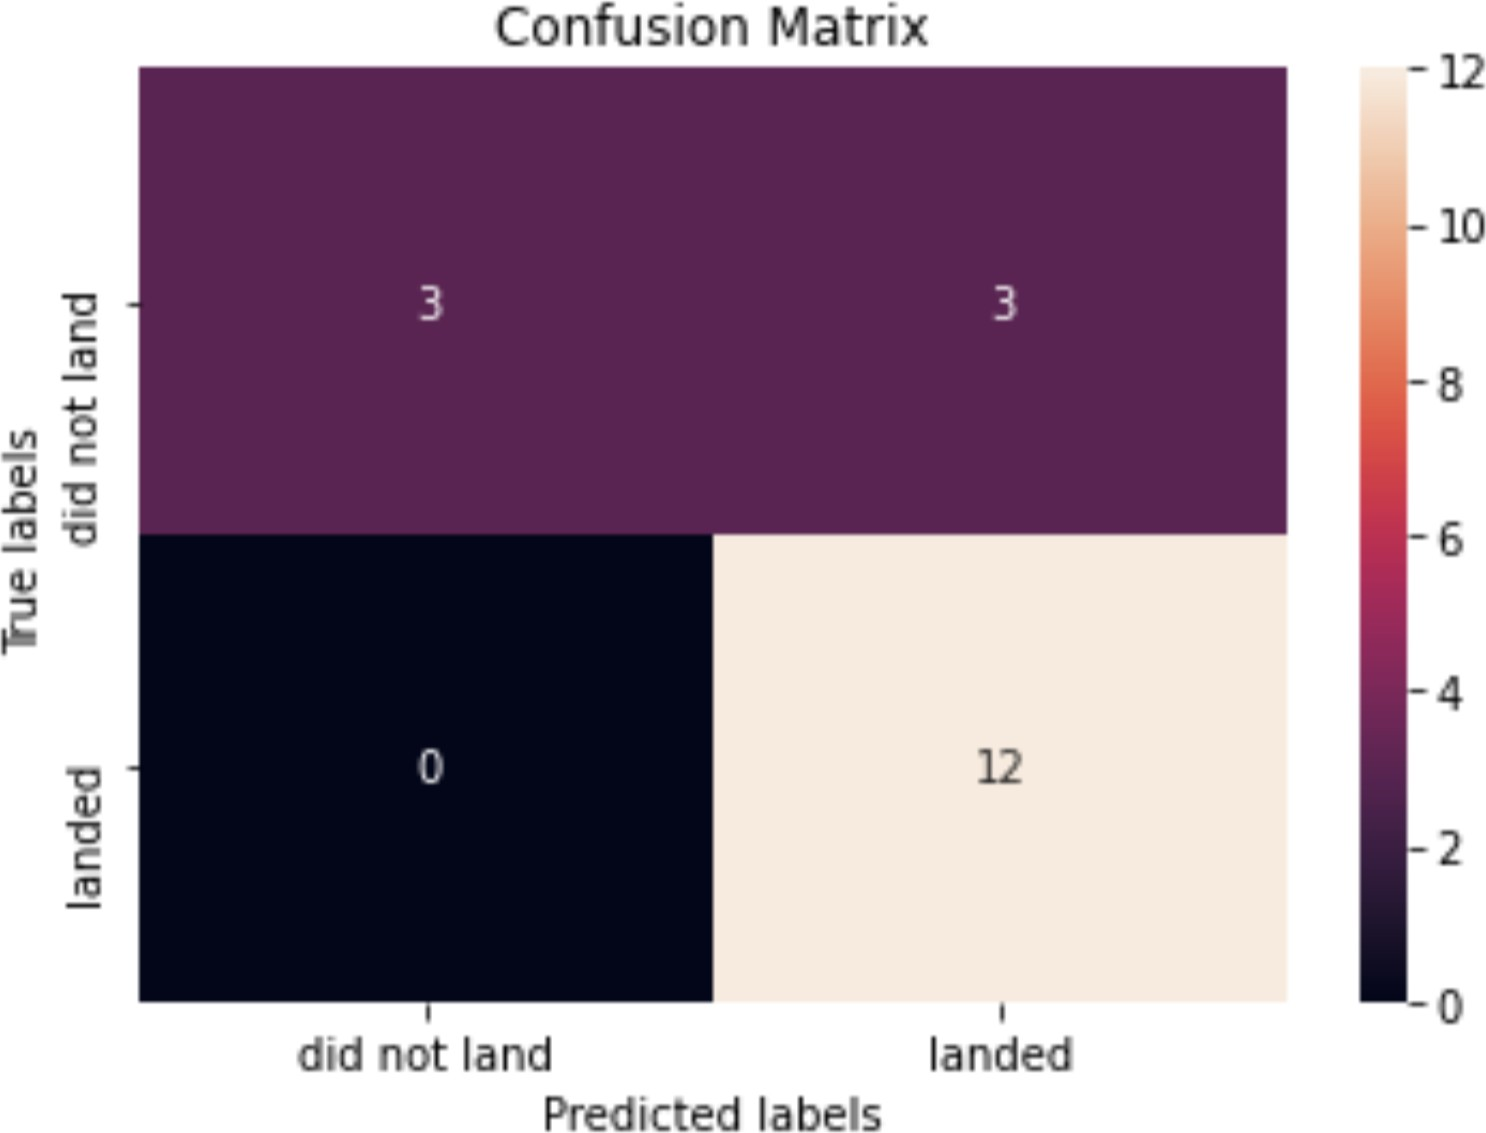 Confusion Matrix
True labels
did not land
landed
3
3
0
12
did not land
landed
Predicted labels
12
10
8
6
4
2
0